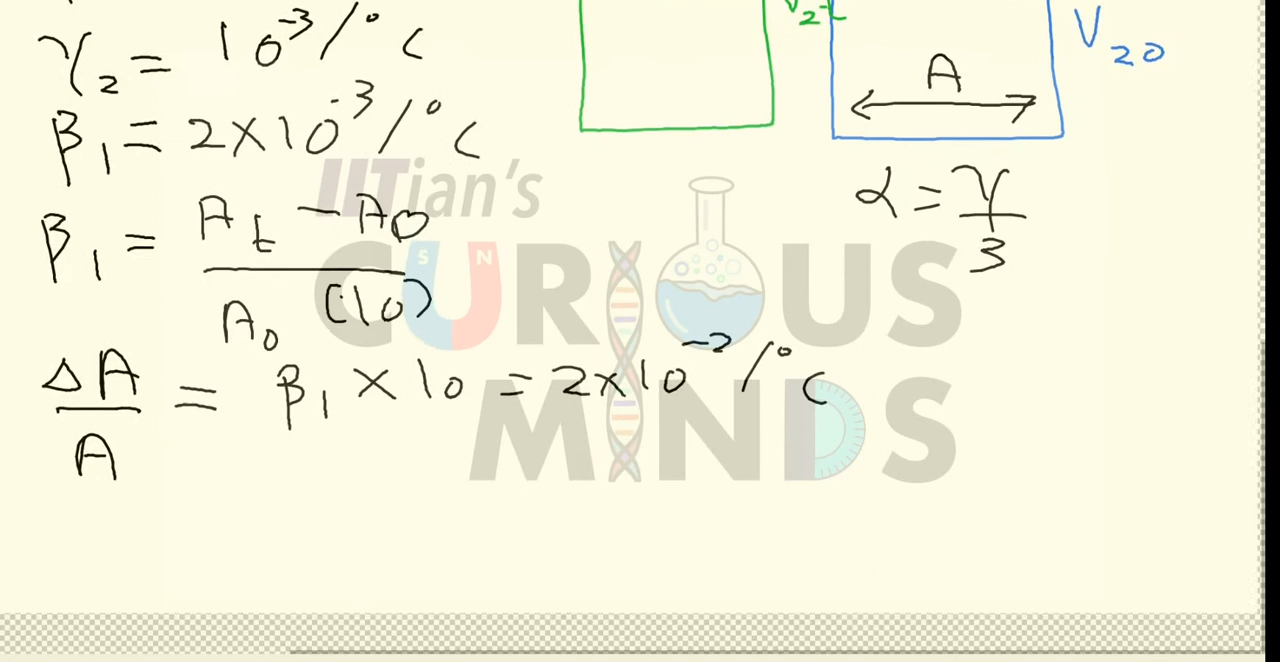 γ₂ = 10⁻³/°C
V₂t
V₂₀
A
β₁ = 2×10⁻³/°C
α = γ/3
β₁ = (At − A₀)/(A₀ (10))
ΔA/A = β₁ × 10 = 2×10⁻²/°C
IITian's
CURIOUS
S N
MINDS